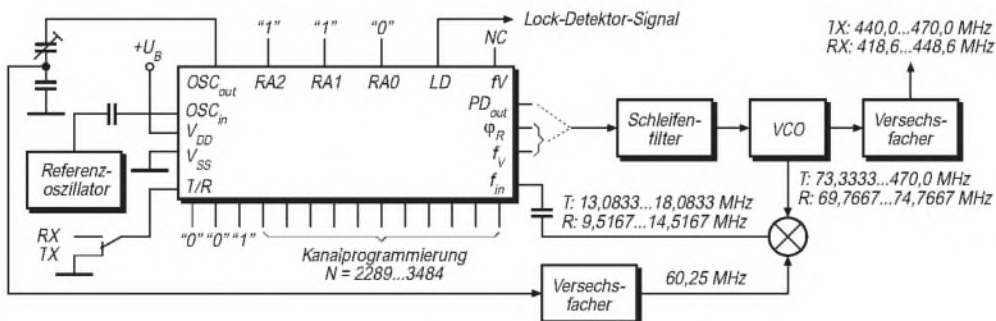 Lock-Detektor-Signal
TX: 440,0...470,0 MHz
RX: 418,6...448,6 MHz
"1" "1" "0" NC
+U_B
OSC_out RA2 RA1 RA0 LD fV
OSC_in
V_DD
V_SS
T/R
PD_out
φ_R
f_V
f_in
Referenz-
oszillator
Schleifen-
filter
VCO
Versechs-
facher
T: 73,3333...470,0 MHz
R: 69,7667...74,7667 MHz
T: 13,0833...18,0833 MHz
R: 9,5167...14,5167 MHz
RX
TX
"0" "0" "1"
Kanalprogrammierung
N = 2289...3484
Versechs-
facher
60,25 MHz